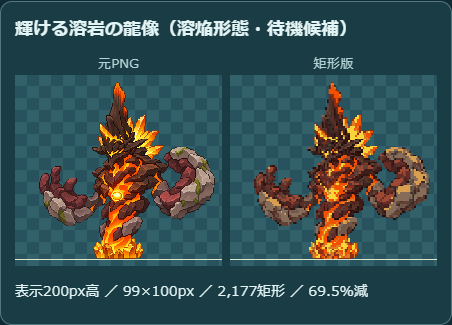 輝ける溶岩の龍像（溶焔形態・待機候補）
元PNG
矩形版
表示200px高 ／ 99×100px ／ 2,177矩形 ／ 69.5%減